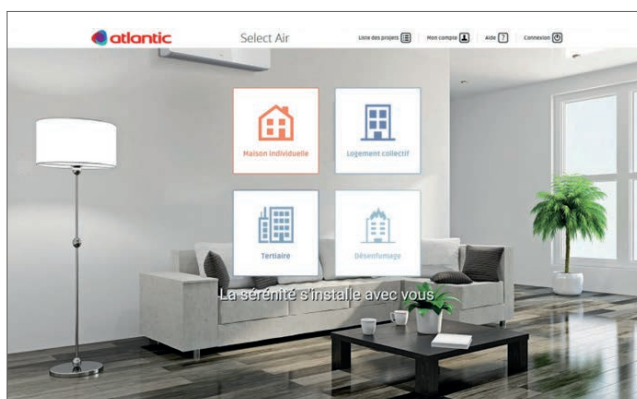 atlantic
Select Air
Liste des projets
Mon compte
Aide ?
Connexion
Maison individuelle
Logement collectif
Tertiaire
Désenfumage
La sérénité s'installe avec vous